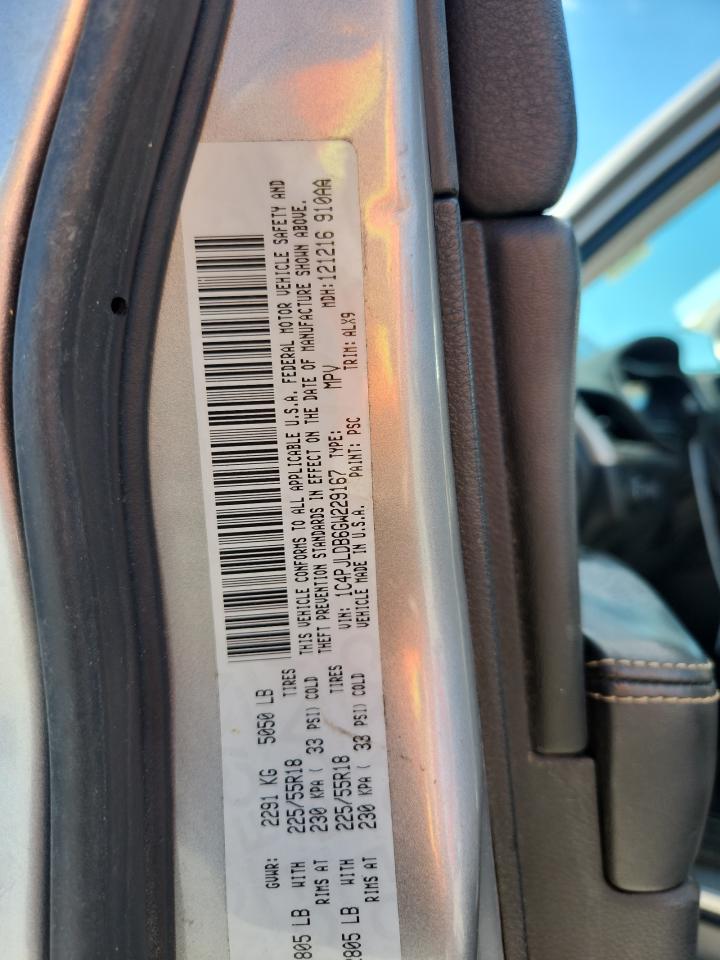 GVWR: 2291 KG 5050 LB
805 LB WITH 225/55R18 TIRES
RIMS AT 230 KPA ( 33 PSI) COLD
2805 LB WITH 225/55R18 TIRES
RIMS AT 230 KPA ( 33 PSI) COLD
THIS VEHICLE CONFORMS TO ALL APPLICABLE U.S.A. FEDERAL MOTOR VEHICLE SAFETY AND
THEFT PREVENTION STANDARDS IN EFFECT ON THE DATE OF MANUFACTURE SHOWN ABOVE.
VIN: 1C4PJLDB6GW229167 TYPE: MPV MDH: 121216 910AA
VEHICLE MADE IN U.S.A. PAINT: PSC TRIM: ALX9